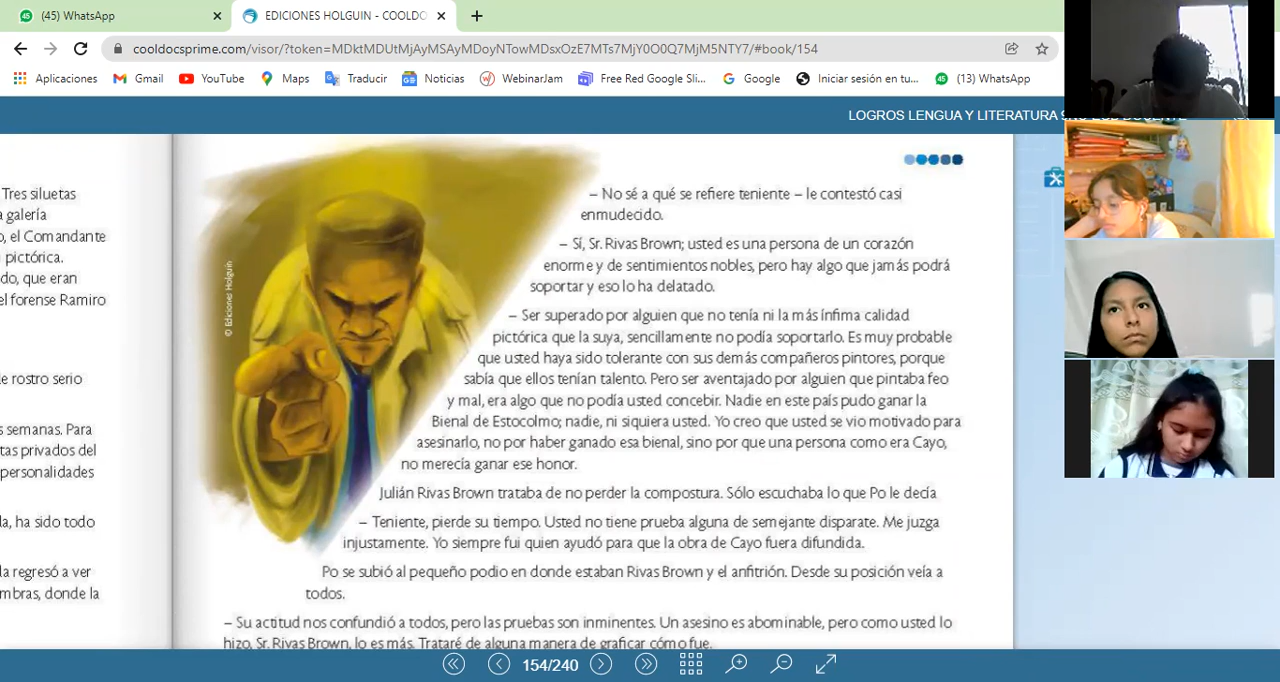 (45) WhatsApp
EDICIONES HOLGUIN - COOLDO
cooldocsprime.com/visor/?token=MDktMDUtMjAyMSAyMDoyNTowMDsxOzE7MTs7MjY0O0Q7MjM5NTY7/#book/154
Aplicaciones
Gmail
YouTube
Maps
Traducir
Noticias
WebinarJam
Free Red Google Sli...
Google
Iniciar sesión en tu...
(13) WhatsApp
LOGROS LENGUA Y LITERATURA
Tres siluetas
galería
o, el Comandante
pictórica.
do, que eran
el forense Ramiro
e rostro serio
s semanas. Para
tas privados del
personalidades
da, ha sido todo
la regresó a ver
mbras, donde la
© Ediciones Holguín
– No sé a qué se refiere teniente – le contestó casi
enmudecido.
– Sí, Sr. Rivas Brown; usted es una persona de un corazón
enorme y de sentimientos nobles, pero hay algo que jamás podrá
soportar y eso lo ha delatado.
– Ser superado por alguien que no tenía ni la más ínfima calidad
pictórica que la suya, sencillamente no podía soportarlo. Es muy probable
que usted haya sido tolerante con sus demás compañeros pintores, porque
sabía que ellos tenían talento. Pero ser aventajado por alguien que pintaba feo
y mal, era algo que no podía usted concebir. Nadie en este país pudo ganar la
Bienal de Estocolmo; nadie, ni siquiera usted. Yo creo que usted se vio motivado para
asesinarlo, no por haber ganado esa bienal, sino por que una persona como era Cayo,
no merecía ganar ese honor.
Julián Rivas Brown trataba de no perder la compostura. Sólo escuchaba lo que Po le decía
– Teniente, pierde su tiempo. Usted no tiene prueba alguna de semejante disparate. Me juzga
injustamente. Yo siempre fui quien ayudó para que la obra de Cayo fuera difundida.
Po se subió al pequeño podio en donde estaban Rivas Brown y el anfitrión. Desde su posición veía a
todos.
– Su actitud nos confundió a todos, pero las pruebas son inminentes. Un asesino es abominable, pero como usted lo
hizo, Sr. Rivas Brown, lo es más. Trataré de alguna manera de graficar cómo fue.
154/240